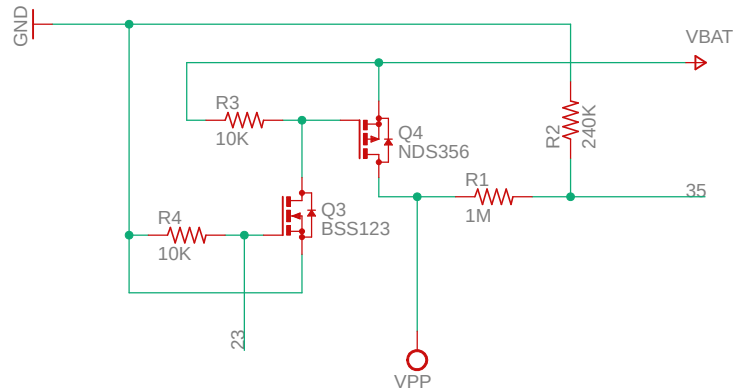 GND
VBAT
R3
10K
Q4
NDS356
R2
240K
R1
1M
35
R4
10K
Q3
BSS123
23
VPP